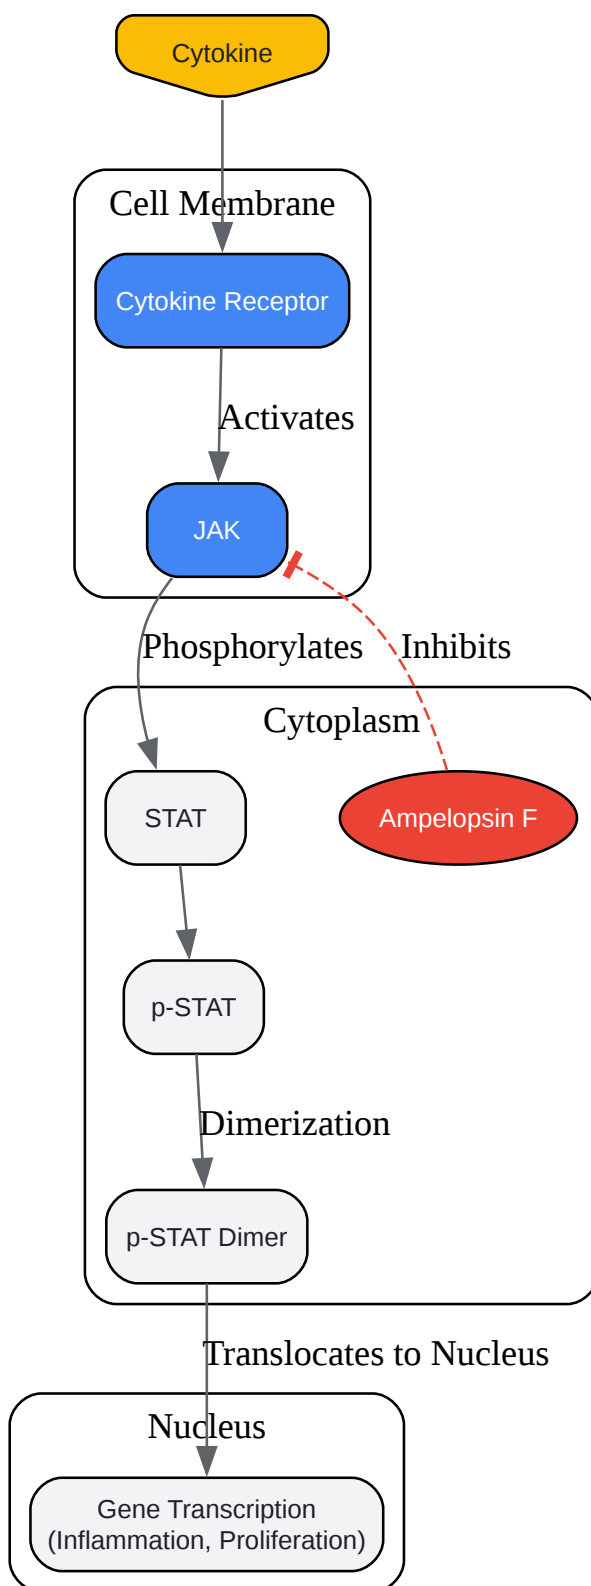 Cytokine
Cell Membrane
Cytokine Receptor
Activates
JAK
Phosphorylates
Inhibits
Cytoplasm
STAT
Ampelopsin F
p-STAT
Dimerization
p-STAT Dimer
Translocates to Nucleus
Nucleus
Gene Transcription
(Inflammation, Proliferation)